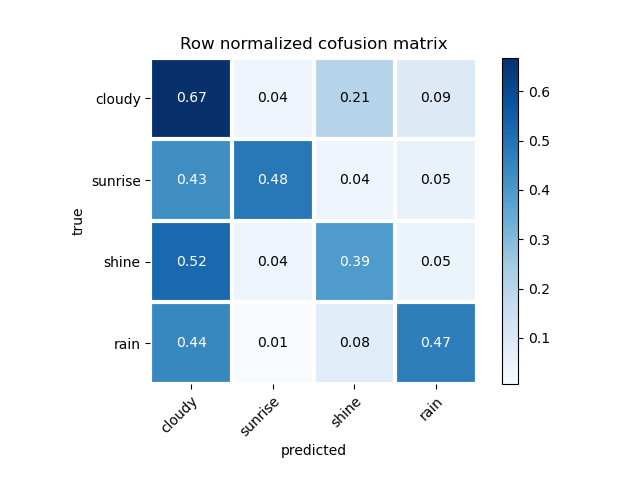 Row normalized cofusion matrix
cloudy 0.67 0.04 0.21 0.09
sunrise 0.43 0.48 0.04 0.05
shine 0.52 0.04 0.39 0.05
rain 0.44 0.01 0.08 0.47
true
cloudy sunrise shine rain
predicted
0.6
0.5
0.4
0.3
0.2
0.1